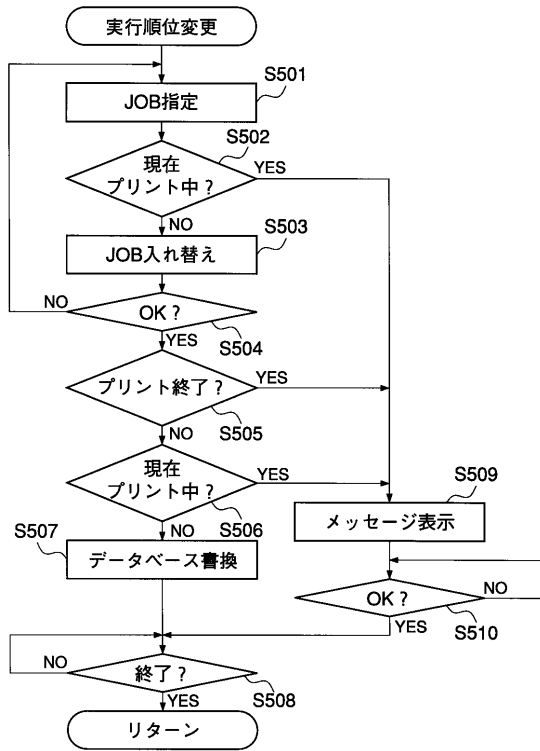 実行順位変更
S501
JOB指定
S502
現在
プリント中？
YES
NO
S503
JOB入れ替え
NO
OK？
S504
YES
プリント終了？
YES
S505
NO
現在
プリント中？
YES
S506
NO
S507
データベース書換
S509
メッセージ表示
OK？
NO
S510
YES
NO
終了？
S508
YES
リターン